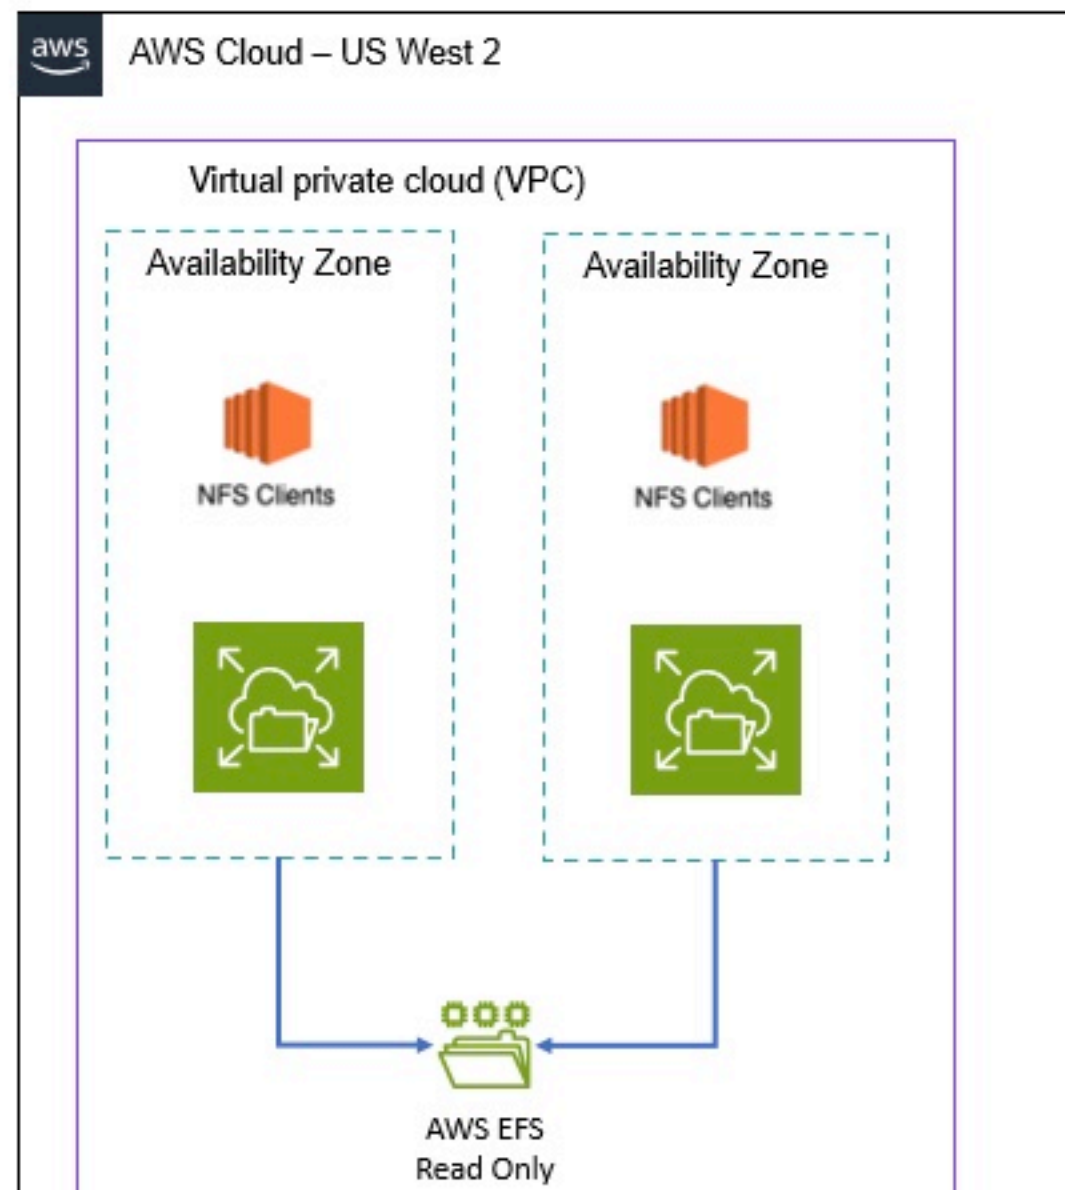 aws
AWS Cloud – US West 2
Virtual private cloud (VPC)
Availability Zone
NFS Clients
Availability Zone
NFS Clients
AWS EFS
Read Only